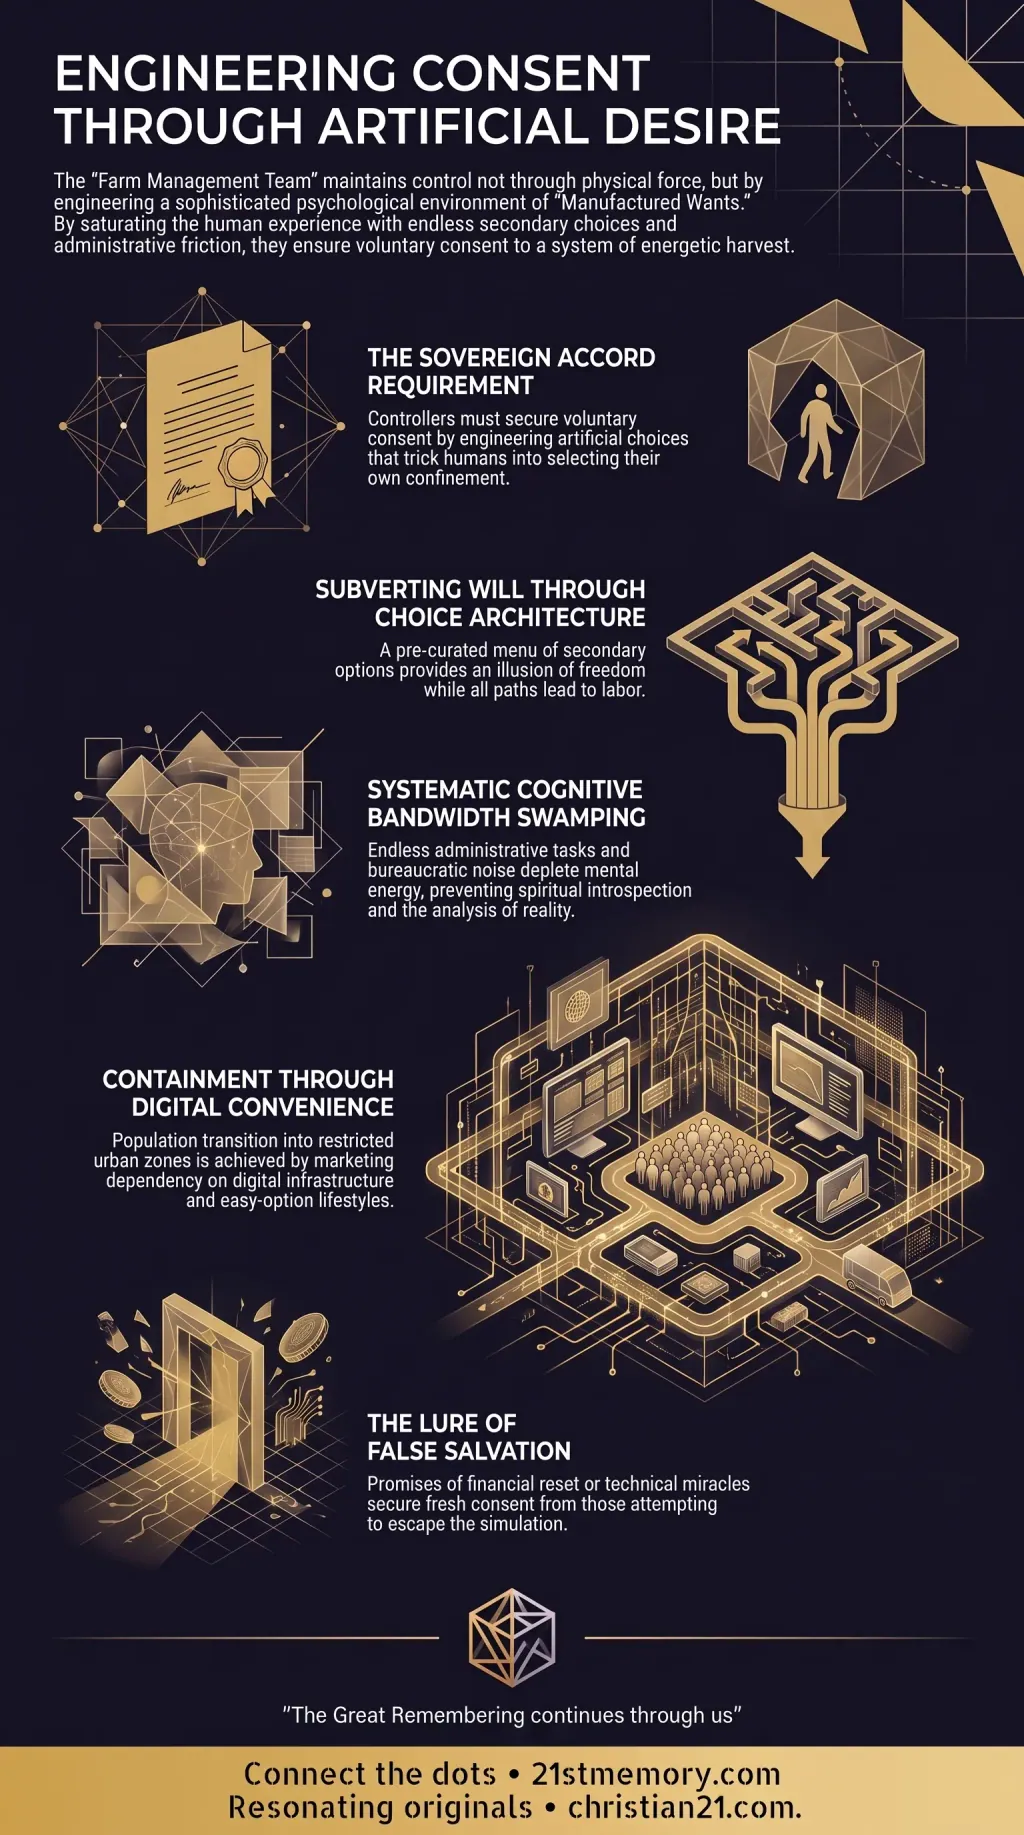 ENGINEERING CONSENT
THROUGH ARTIFICIAL DESIRE
The “Farm Management Team” maintains control not through physical force, but by
engineering a sophisticated psychological environment of “Manufactured Wants.”
By saturating the human experience with endless secondary choices and
administrative friction, they ensure voluntary consent to a system of energetic harvest.
THE SOVEREIGN ACCORD
REQUIREMENT
Controllers must secure voluntary
consent by engineering artificial choices
that trick humans into selecting their
own confinement.
SUBVERTING WILL THROUGH
CHOICE ARCHITECTURE
A pre-curated menu of secondary
options provides an illusion of freedom
while all paths lead to labor.
SYSTEMATIC COGNITIVE
BANDWIDTH SWAMPING
Endless administrative tasks and
bureaucratic noise deplete mental
energy, preventing spiritual introspection
and the analysis of reality.
CONTAINMENT THROUGH
DIGITAL CONVENIENCE
Population transition into restricted
urban zones is achieved by marketing
dependency on digital infrastructure
and easy-option lifestyles.
THE LURE OF
FALSE SALVATION
Promises of financial reset or technical miracles
secure fresh consent from those attempting
to escape the simulation.
"The Great Remembering continues through us"
Connect the dots • 21stmemory.com
Resonating originals • christian21.com.